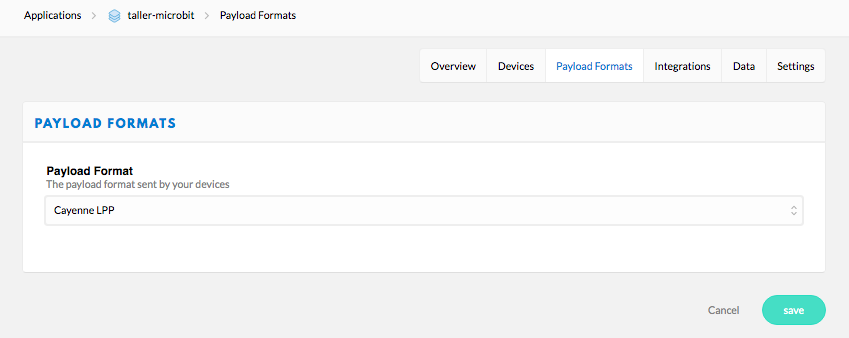 Applications taller-microbit Payload Formats
Overview Devices Payload Formats Integrations Data Settings
PAYLOAD FORMATS
Payload Format
The payload format sent by your devices
Cayenne LPP
Cancel save